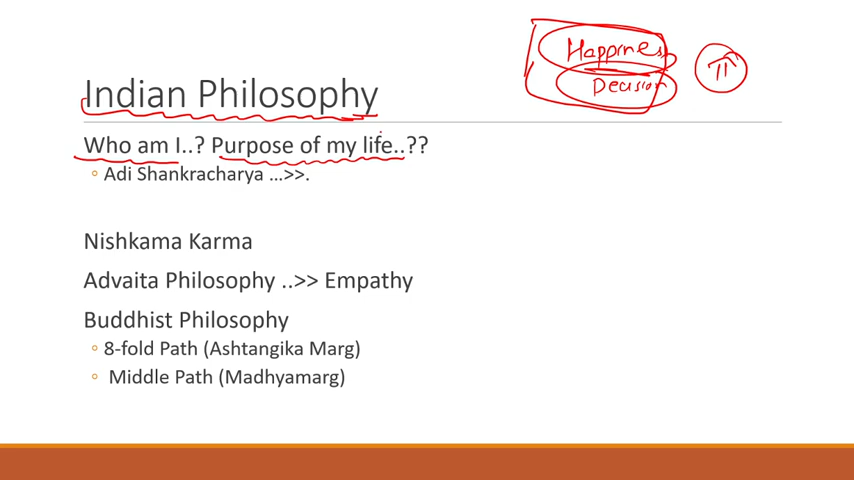 Happiness
Decision
Indian Philosophy
Who am I..? Purpose of my life..??
◦ Adi Shankracharya ...>>.
Nishkama Karma
Advaita Philosophy ..>> Empathy
Buddhist Philosophy
◦ 8-fold Path (Ashtangika Marg)
◦ Middle Path (Madhyamarg)